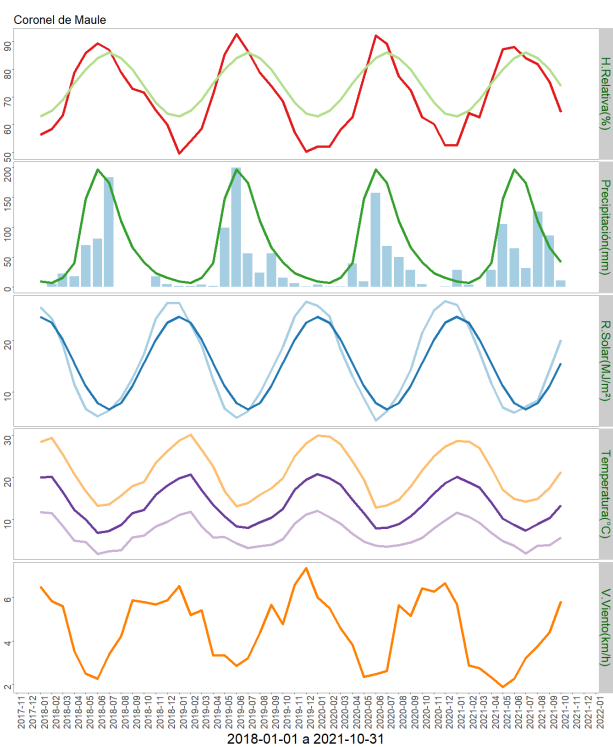 Coronel de Maule
50 60 70 80 90
H.Relativa(%)
0 50 100 150 200
Precipitación(mm)
10 20
R.Solar(MJ/m²)
10 20 30
Temperatura(°C)
2 4 6
V.Viento(km/h)
2017-11 2017-12 2018-01 2018-02 2018-03 2018-04 2018-05 2018-06 2018-07 2018-08 2018-09 2018-10 2018-11 2018-12 2019-01 2019-02 2019-03 2019-04 2019-05 2019-06 2019-07 2019-08 2019-09 2019-10 2019-11 2019-12 2020-01 2020-02 2020-03 2020-04 2020-05 2020-06 2020-07 2020-08 2020-09 2020-10 2020-11 2020-12 2021-01 2021-02 2021-03 2021-04 2021-05 2021-06 2021-07 2021-08 2021-09 2021-10 2021-11 2021-12 2022-01
2018-01-01 a 2021-10-31